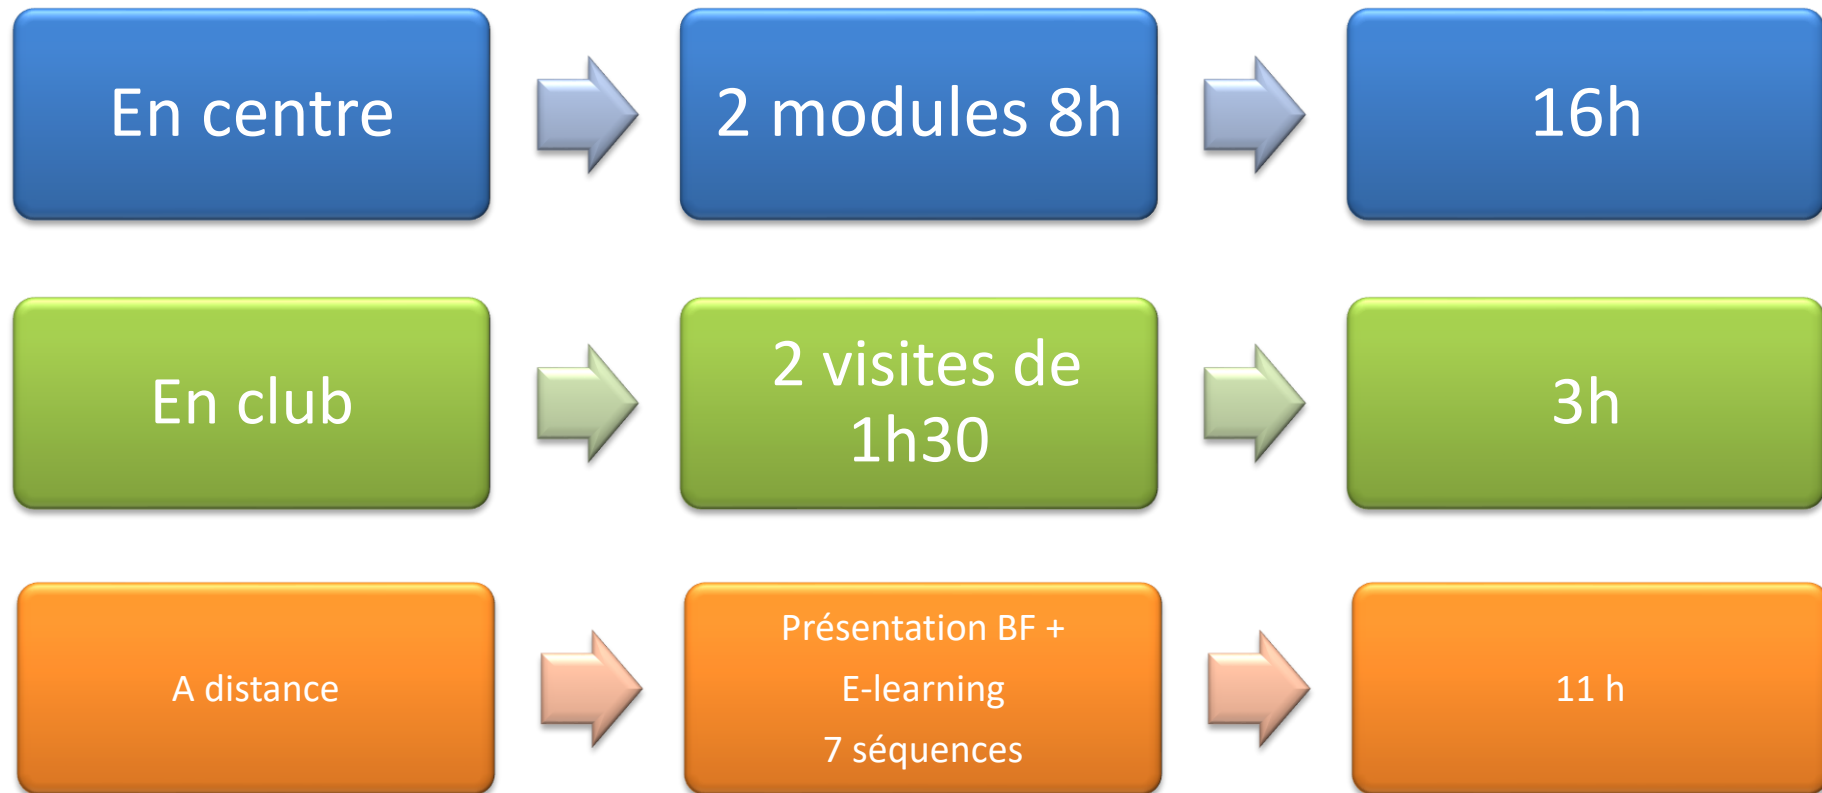 En centre
2 modules 8h
16h
En club
2 visites de
1h30
3h
A distance
Présentation BF +
E-learning
7 séquences
11 h